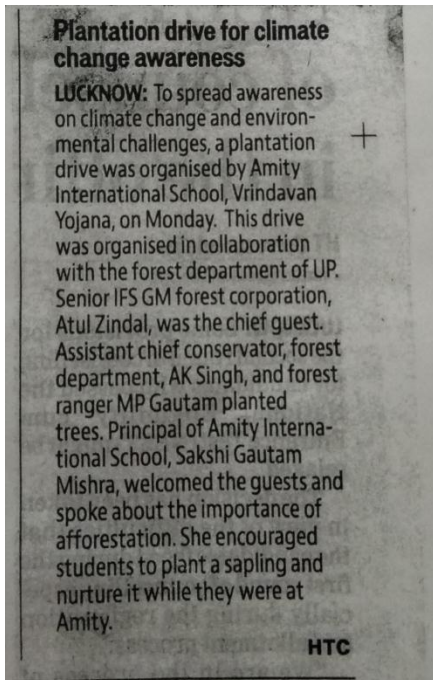 Plantation drive for climate
change awareness
LUCKNOW: To spread awareness
on climate change and environ-
mental challenges, a plantation
drive was organised by Amity
International School, Vrindavan
Yojana, on Monday. This drive
was organised in collaboration
with the forest department of UP.
Senior IFS GM forest corporation,
Atul Zindal, was the chief guest.
Assistant chief conservator, forest
department, AK Singh, and forest
ranger MP Gautam planted
trees. Principal of Amity Interna-
tional School, Sakshi Gautam
Mishra, welcomed the guests and
spoke about the importance of
afforestation. She encouraged
students to plant a sapling and
nurture it while they were at
Amity.
HTC